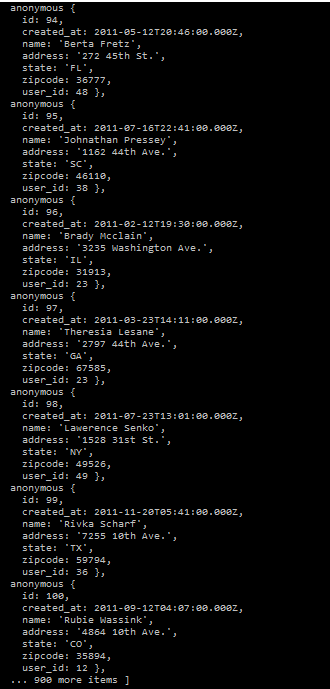 anonymous {
id: 94,
created_at: 2011-05-12T20:46:00.000Z,
name: 'Berta Fretz',
address: '272 45th St.',
state: 'FL',
zipcode: 36777,
user_id: 48 },
anonymous {
id: 95,
created_at: 2011-07-16T22:41:00.000Z,
name: 'Johnathan Pressey',
address: '1162 44th Ave.',
state: 'SC',
zipcode: 46110,
user_id: 38 },
anonymous {
id: 96,
created_at: 2011-02-12T19:30:00.000Z,
name: 'Brady Mcclain',
address: '3235 Washington Ave.',
state: 'IL',
zipcode: 31913,
user_id: 23 },
anonymous {
id: 97,
created_at: 2011-03-23T14:11:00.000Z,
name: 'Theresia Lesane',
address: '2797 44th Ave.',
state: 'GA',
zipcode: 67585,
user_id: 23 },
anonymous {
id: 98,
created_at: 2011-07-23T13:01:00.000Z,
name: 'Lawerence Senko',
address: '1528 31st St.',
state: 'NY',
zipcode: 49526,
user_id: 49 },
anonymous {
id: 99,
created_at: 2011-11-20T05:41:00.000Z,
name: 'Rivka Scharf',
address: '7255 10th Ave.',
state: 'TX',
zipcode: 59794,
user_id: 36 },
anonymous {
id: 100,
created_at: 2011-09-12T04:07:00.000Z,
name: 'Rubie Wassink',
address: '4864 10th Ave.',
state: 'CO',
zipcode: 35894,
user_id: 12 },
... 900 more items ]